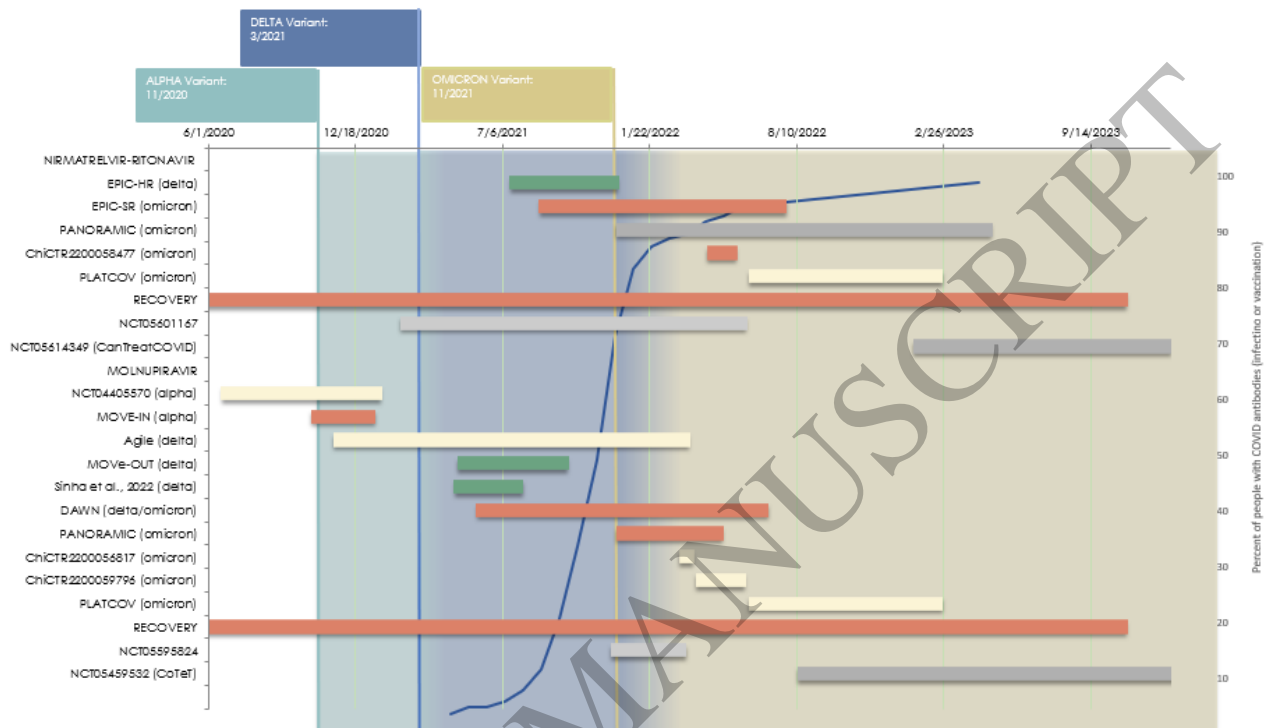 DELTA Variant:
3/2021
ALPHA Variant:
11/2020
OMICRON Variant:
11/2021
6/1/2020 12/18/2020 7/6/2021 1/22/2022 8/10/2022 2/26/2023 9/14/2023
NIRMATRELVIR-RITONAVIR
EPIC-HR (delta)
EPIC-SR (omicron)
PANORAMIC (omicron)
ChiCTR2200058477 (omicron)
PLATCOV (omicron)
RECOVERY
NCT05601167
NCT05614349 (CanTreatCOVID)
MOLNUPIRAVIR
NCT04405570 (alpha)
MOVE-IN (alpha)
Agile (delta)
MOVe-OUT (delta)
Sinha et al., 2022 (delta)
DAWN (delta/omicron)
PANORAMIC (omicron)
ChiCTR2200056817 (omicron)
ChiCTR2200059796 (omicron)
PLATCOV (omicron)
RECOVERY
NCT05595824
NCT05459532 (CoTeT)
100
90
80
70
60
50
40
30
20
10
Percent of people with COVID antibodies (infectino or vaccination)
MANUSCRIPT